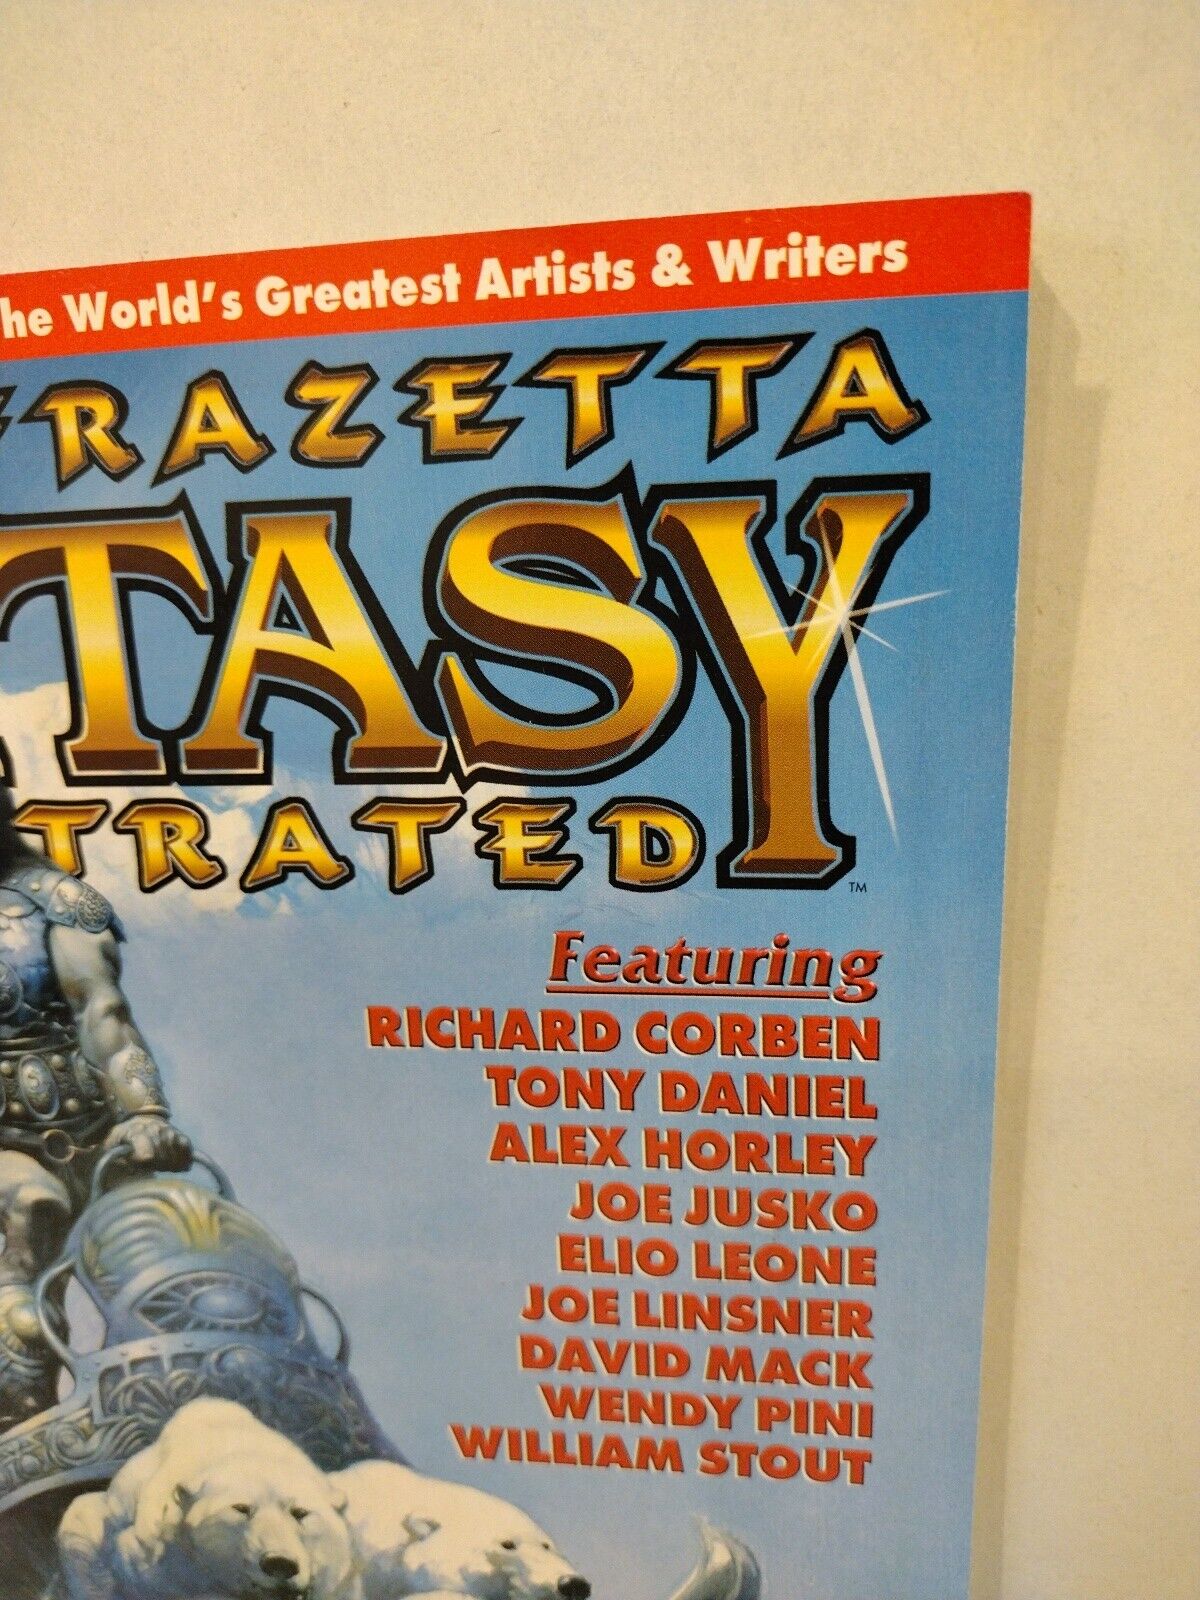 he World's Greatest Artists & Writers
FRAZETTA
TASY
TRATED
™
Featuring
RICHARD CORBEN
TONY DANIEL
ALEX HORLEY
JOE JUSKO
ELIO LEONE
JOE LINSNER
DAVID MACK
WENDY PINI
WILLIAM STOUT